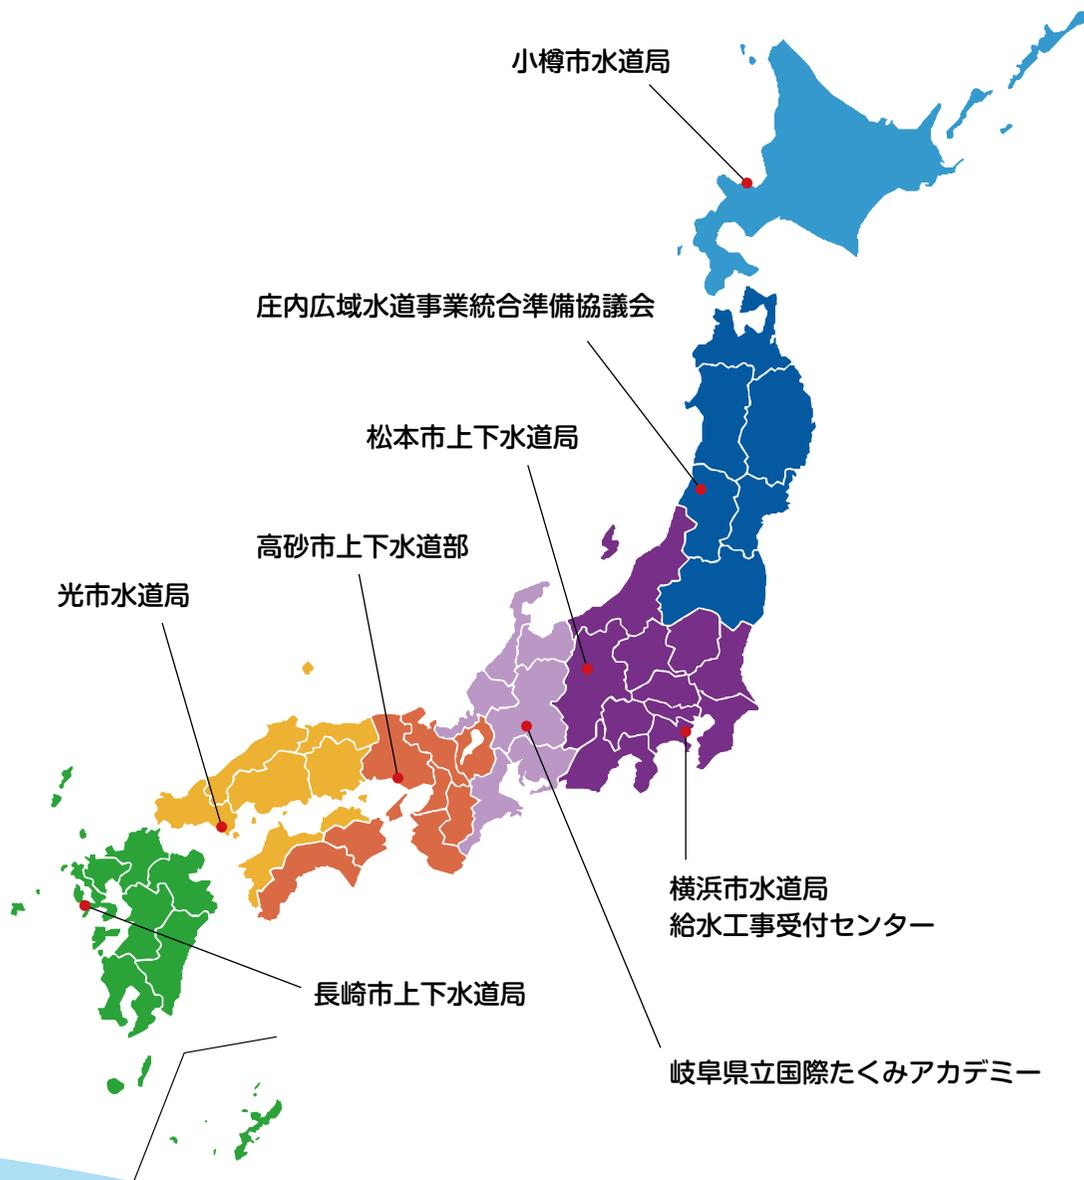 小樽市水道局
庄内広域水道事業統合準備協議会
松本市上下水道局
高砂市上下水道部
光市水道局
横浜市水道局
給水工事受付センター
長崎市上下水道局
岐阜県立国際たくみアカデミー